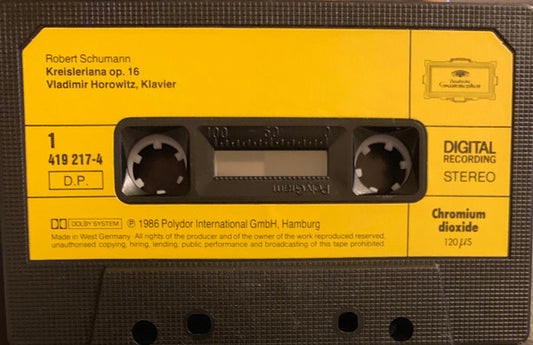 Robert Schumann
Kreisleriana op. 16
Vladimir Horowitz, Klavier
Deutsche
Grammophon
1
419 217-4
D.P.
100 50 0
PolyGram
DIGITAL
RECORDING
STEREO
DOLBY SYSTEM ℗ 1986 Polydor International GmbH, Hamburg
Made in West Germany. All rights of the producer and of the owner of the work reproduced reserved,
unauthorised copying, hiring, lending, public performance and broadcasting of this tape prohibited.
Chromium
dioxide
120 µS